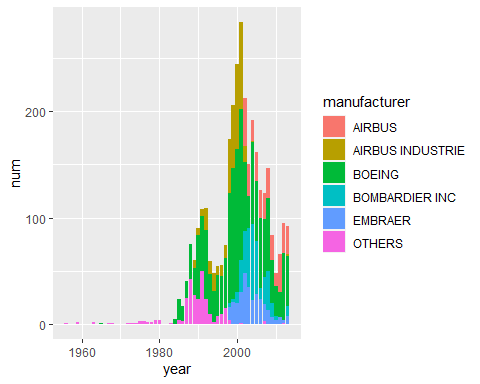 num
200
100
0
1960 1980 2000
year
manufacturer
AIRBUS
AIRBUS INDUSTRIE
BOEING
BOMBARDIER INC
EMBRAER
OTHERS